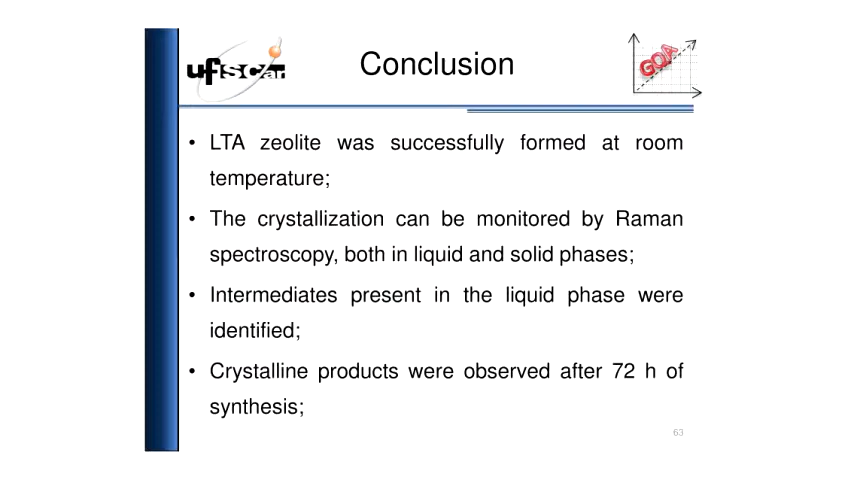 ufscar
Conclusion
GOA
• LTA zeolite was successfully formed at room
temperature;
• The crystallization can be monitored by Raman
spectroscopy, both in liquid and solid phases;
• Intermediates present in the liquid phase were
identified;
• Crystalline products were observed after 72 h of
synthesis;
63